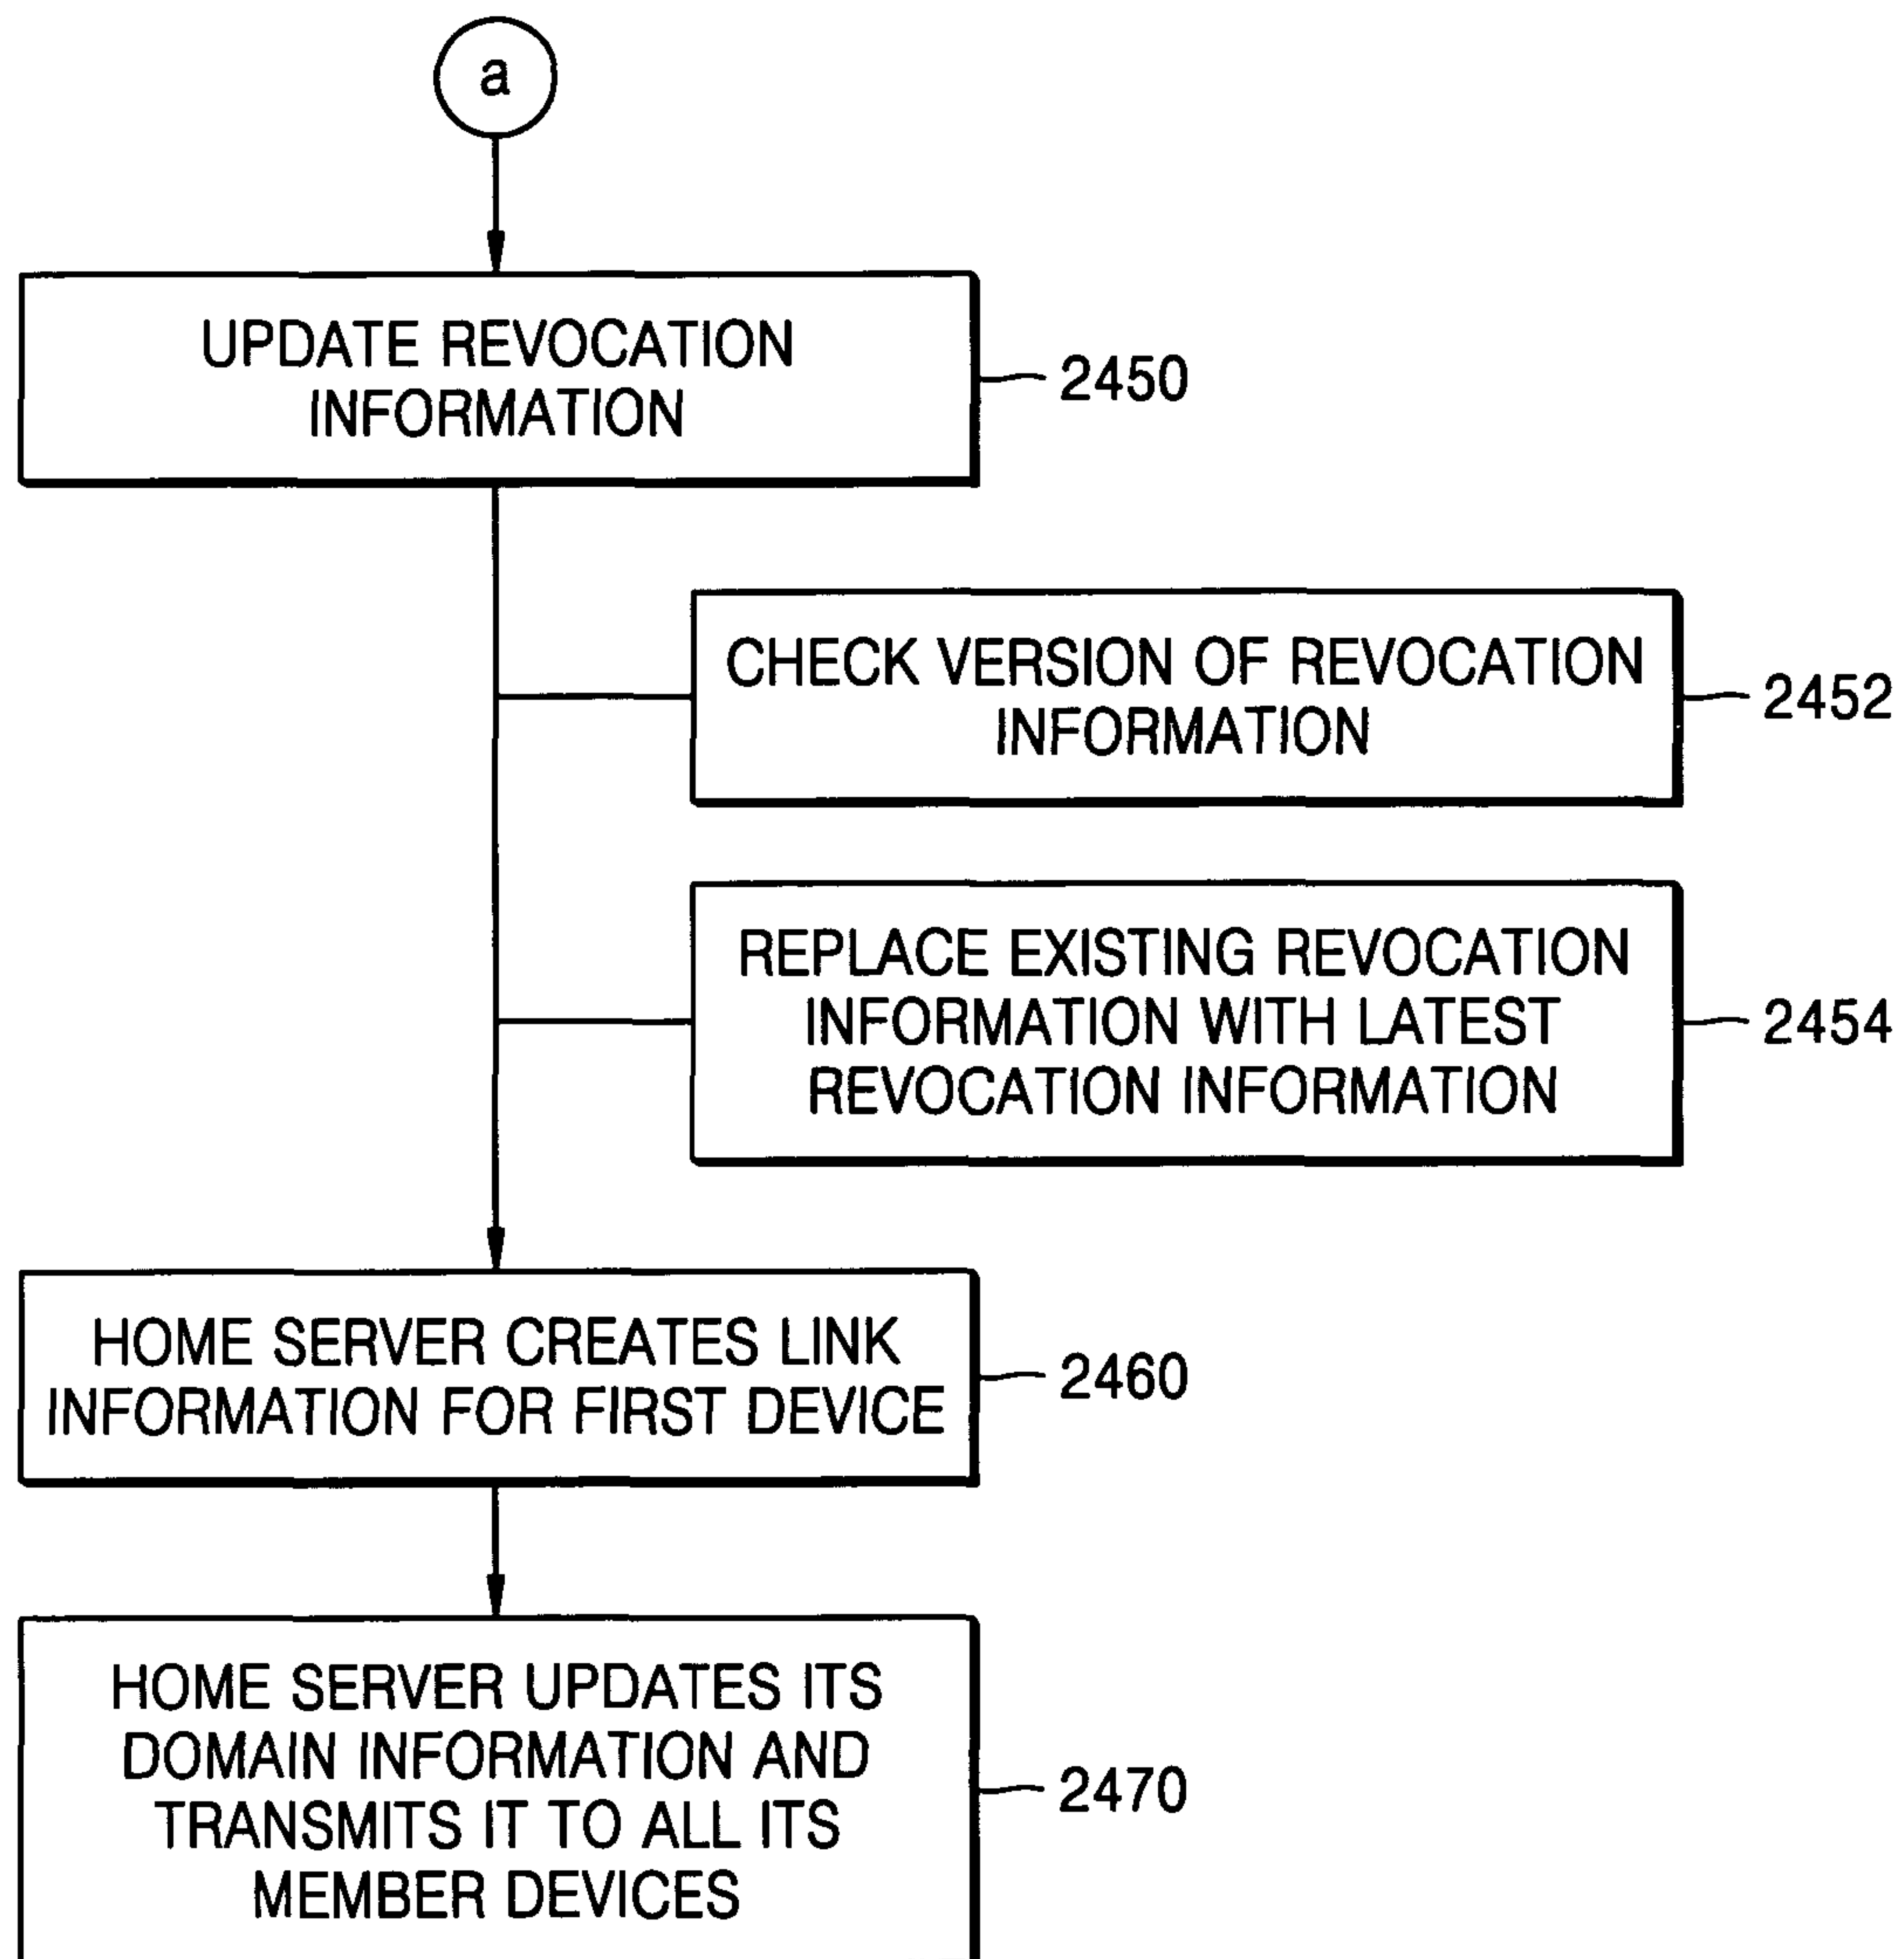 a
UPDATE REVOCATION
INFORMATION
2450
CHECK VERSION OF REVOCATION
INFORMATION
2452
REPLACE EXISTING REVOCATION
INFORMATION WITH LATEST
REVOCATION INFORMATION
2454
HOME SERVER CREATES LINK
INFORMATION FOR FIRST DEVICE
2460
HOME SERVER UPDATES ITS
DOMAIN INFORMATION AND
TRANSMITS IT TO ALL ITS
MEMBER DEVICES
2470